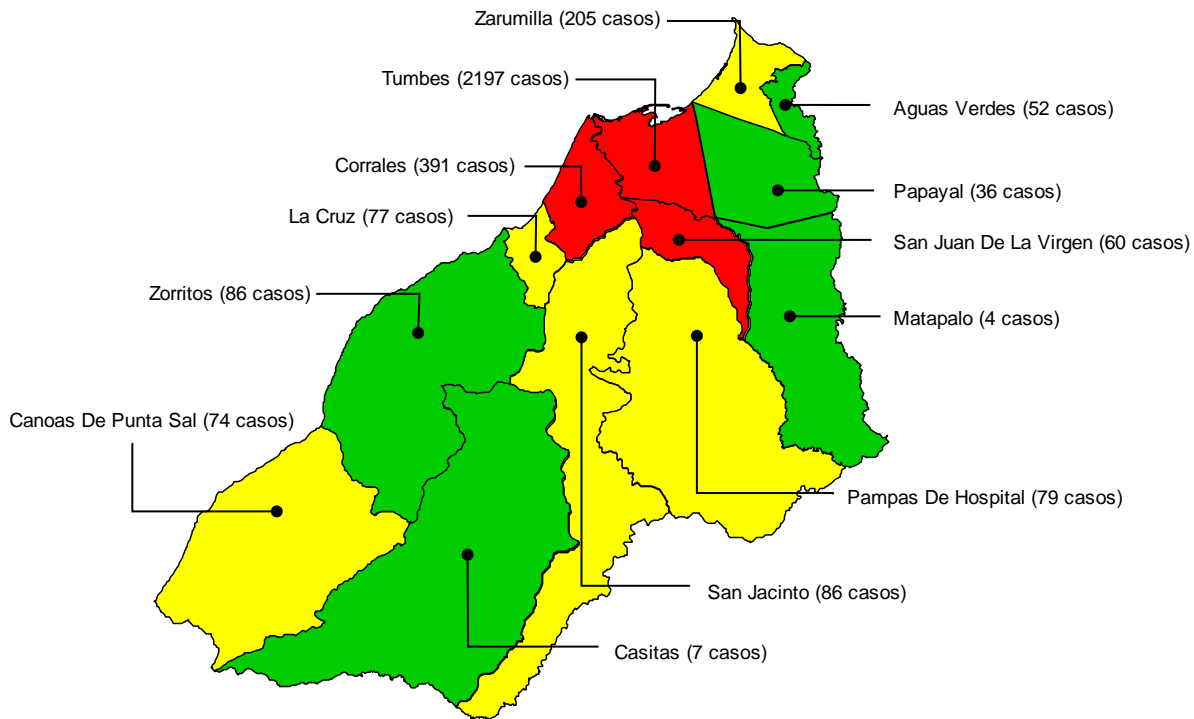 Zarumilla (205 casos)
Tumbes (2197 casos)
Aguas Verdes (52 casos)
Corrales (391 casos)
Papayal (36 casos)
La Cruz (77 casos)
San Juan De La Virgen (60 casos)
Zorritos (86 casos)
Matapalo (4 casos)
Canoas De Punta Sal (74 casos)
Pampas De Hospital (79 casos)
San Jacinto (86 casos)
Casitas (7 casos)